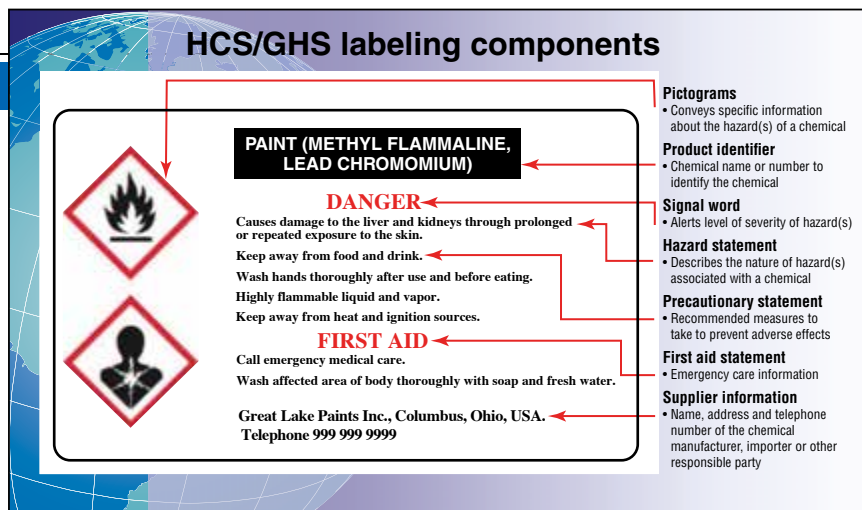 HCS/GHS labeling components
PAINT (METHYL FLAMMALINE,
LEAD CHROMOMIUM)
DANGER
Causes damage to the liver and kidneys through prolonged
or repeated exposure to the skin.
Keep away from food and drink.
Wash hands thoroughly after use and before eating.
Highly flammable liquid and vapor.
Keep away from heat and ignition sources.
FIRST AID
Call emergency medical care.
Wash affected area of body thoroughly with soap and fresh water.
Great Lake Paints Inc., Columbus, Ohio, USA.
Telephone 999 999 9999
Pictograms
• Conveys specific information
about the hazard(s) of a chemical
Product identifier
• Chemical name or number to
identify the chemical
Signal word
• Alerts level of severity of hazard(s)
Hazard statement
• Describes the nature of hazard(s)
associated with a chemical
Precautionary statement
• Recommended measures to
take to prevent adverse effects
First aid statement
• Emergency care information
Supplier information
• Name, address and telephone
number of the chemical
manufacturer, importer or other
responsible party